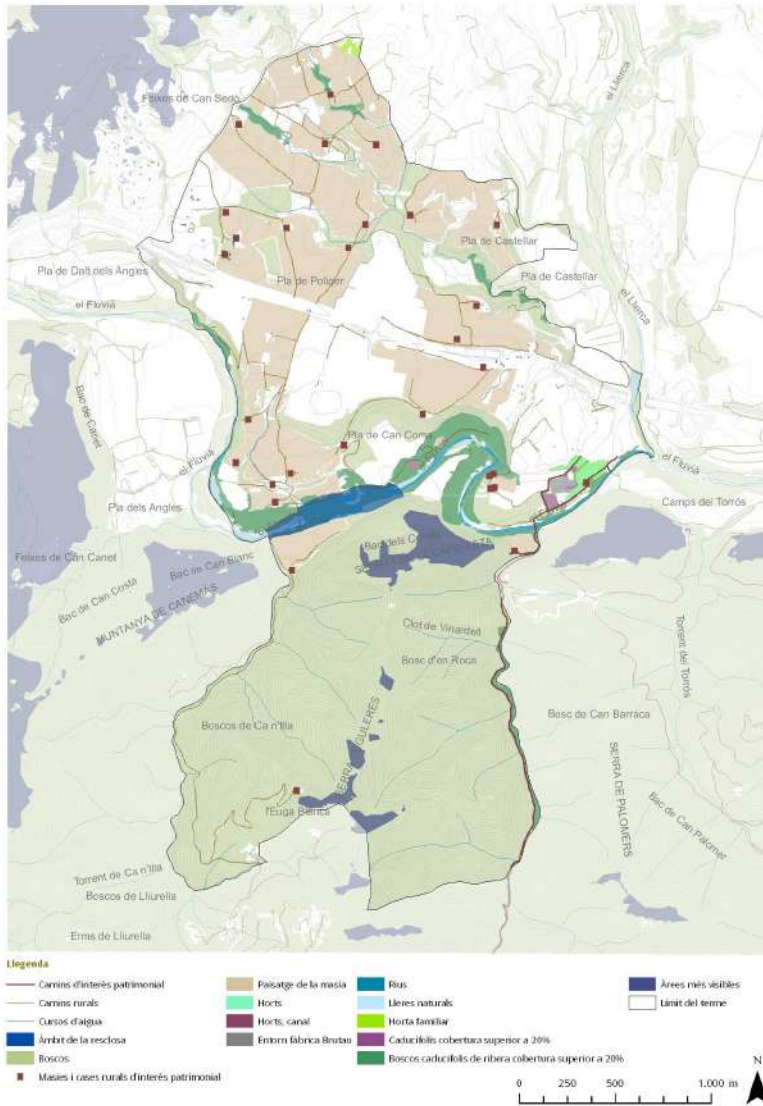 Feixes de Can Sedó
el Llierca
Pla de Castellar
Pla de Dalt dels Angles
Pla de Poliger
Pla de Castellar
el Fluvià
el Llierca
Bac de Canet
Pla de Can Coma
el Fluvià
el Fluvià
Pla dels Angles
Camps del Torrós
Feixes de Can Canet
Bac de Can Blanc
Bac de Can Costa
MUNTANYA DE CANEMÀS
Clot de Vinardell
Torrent del Torrós
Bosc d'en Roca
Boscos de Ca n'Illa
Bosc de Can Barraca
SERRA
GULERES
SERRA DE PALOMERS
Bac de Can Palomer
l'Euga Blanca
Torrent de Ca n'Illa
Boscos de Lliurella
Erms de Lliurella
Llegenda
Camins d'interès patrimonial
Camins rurals
Cursos d'aigua
Àmbit de la resclosa
Boscos
Masies i cases rurals d'interès patrimonial
Paisatge de la masia
Horts
Horts, canal
Entorn fàbrica Brutau
Rius
Lleres naturals
Horta familiar
Caducifolis cobertura superior a 20%
Boscos caducifolis de ribera cobertura superior a 20%
Àrees més visibles
Límit del terme
N
0 250 500 1.000 m